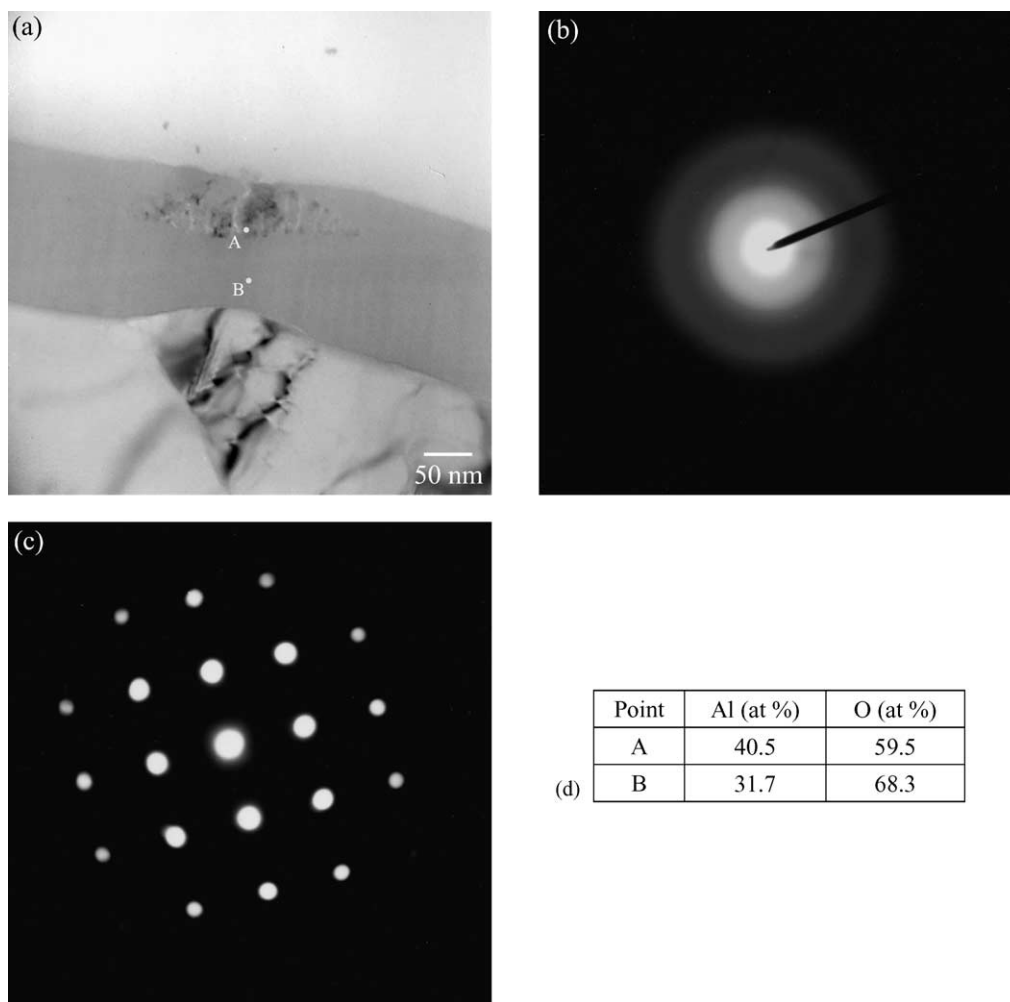 (a)
A
B
50 nm
(b)
(c)
(d)
Point Al (at %) O (at %)
A 40.5 59.5
B 31.7 68.3